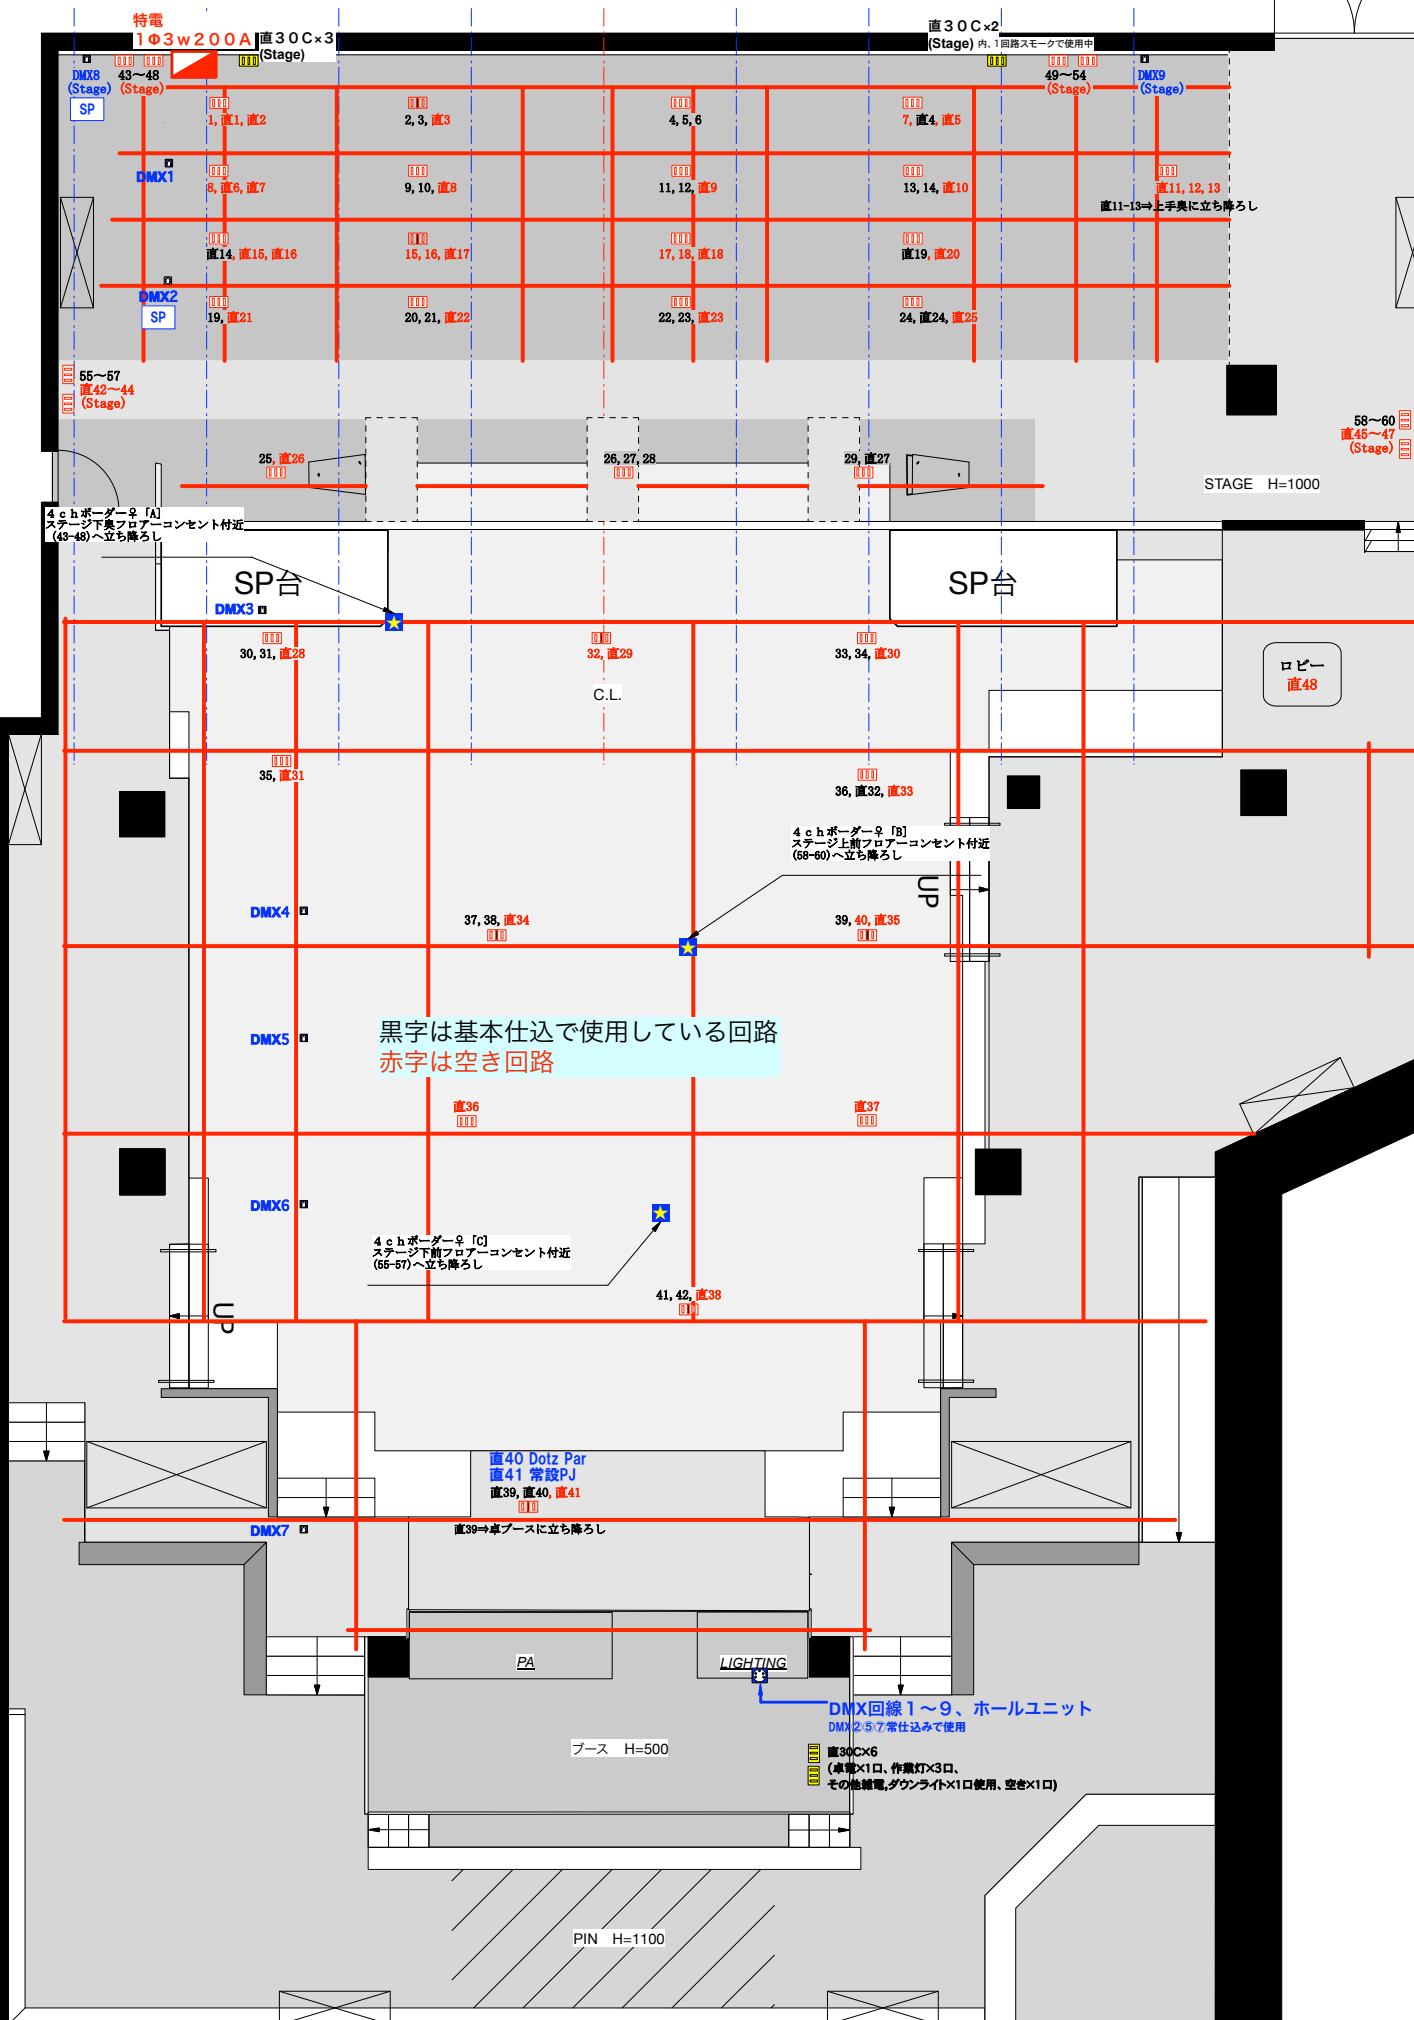 特電
1Φ3w200A
直30C×3
(Stage)
直30C×2
(Stage) 内、1回路スモークで使用中
DMX8
(Stage)
43〜48
(Stage)
49〜54
(Stage)
DMX9
(Stage)
SP
1, 直1, 直2
2, 3, 直3
4, 5, 6
7, 直4, 直5
DMX1
8, 直6, 直7
9, 10, 直8
11, 12, 直9
13, 14, 直10
直11, 12, 13
直11-13⇒上手奥に立ち降ろし
直14, 直15, 直16
15, 16, 直17
17, 18, 直18
直19, 直20
DMX2
SP
19, 直21
20, 21, 直22
22, 23, 直23
24, 直24, 直25
55〜57
直42〜44
(Stage)
58〜60
直45〜47
(Stage)
25, 直26
26, 27, 28
29, 直27
STAGE H=1000
4chボーダー♀「A」
ステージ下奥フロアーコンセント付近
(43-48)へ立ち降ろし
SP台
SP台
DMX3
30, 31, 直28
32, 直29
33, 34, 直30
C.L.
ロビー
直48
35, 直31
36, 直32, 直33
4chボーダー♀「B」
ステージ上前フロアーコンセント付近
(58-60)へ立ち降ろし
UP
DMX4
37, 38, 直34
39, 40, 直35
黒字は基本仕込で使用している回路
赤字は空き回路
DMX5
直36
直37
DMX6
4chボーダー♀「C」
ステージ下前フロアーコンセント付近
(55-57)へ立ち降ろし
41, 42, 直38
UP
直40 Dotz Par
直41 常設PJ
直39, 直40, 直41
DMX7
直39⇒卓ブースに立ち降ろし
PA
LIGHTING
DMX回線1〜9、ホールユニット
DMX②⑤⑦常仕込みで使用
ブース H=500
直30C×6
(卓電×1口、作業灯×3口、
その他雑電,ダウンライト×1口使用、空き×1口)
PIN H=1100